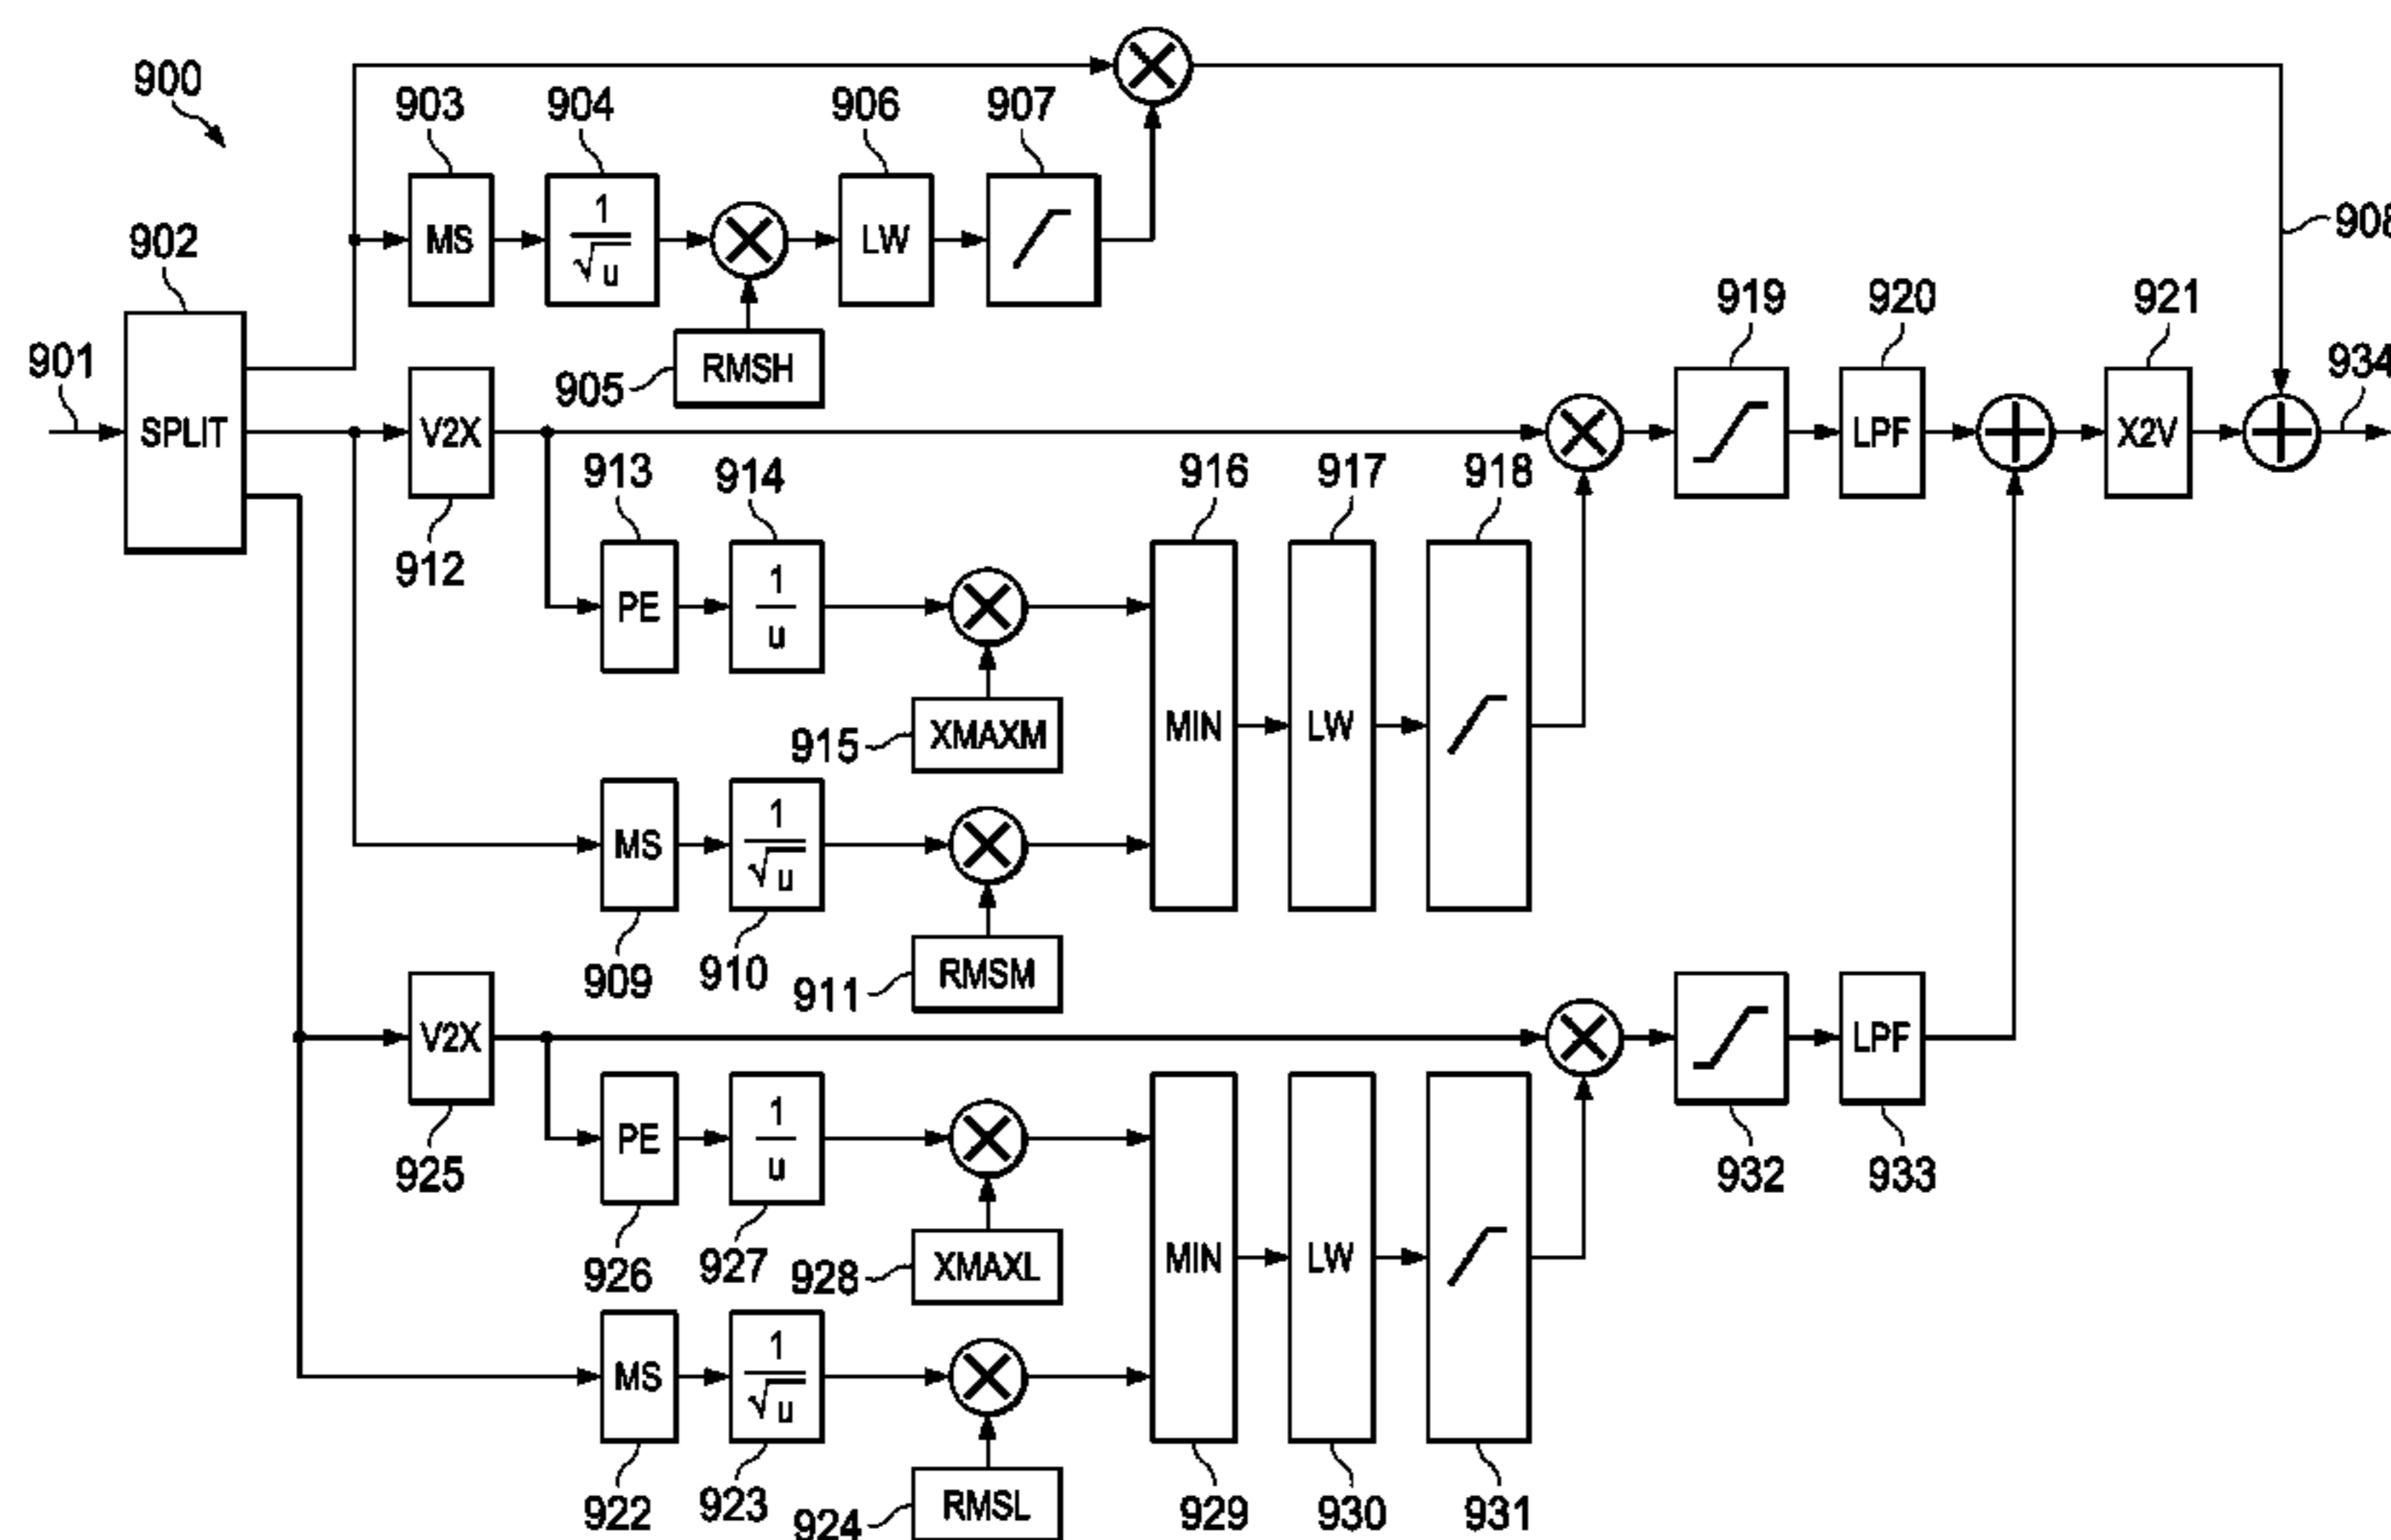 900
903
904
906
907
MS
1
√u
LW
908
902
RMSH
905
919
920
921
901
SPLIT
V2X
LPF
X2V
934
912
913
914
916
917
918
PE
1
u
XMAXM
915
MIN
LW
MS
1
√u
909
910
RMSM
911
V2X
LPF
925
PE
1
u
932
933
926
927
XMAXL
928
MIN
LW
MS
1
√u
922
923
RMSL
924
929
930
931